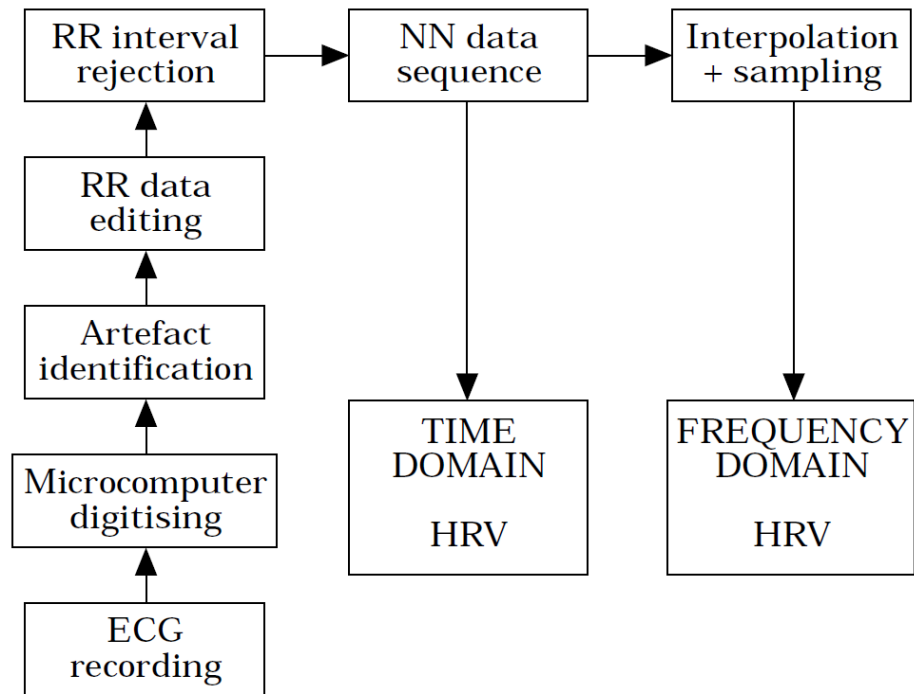 RR interval
rejection
NN data
sequence
Interpolation
+ sampling
RR data
editing
Artefact
identification
TIME
DOMAIN
HRV
FREQUENCY
DOMAIN
HRV
Microcomputer
digitising
ECG
recording